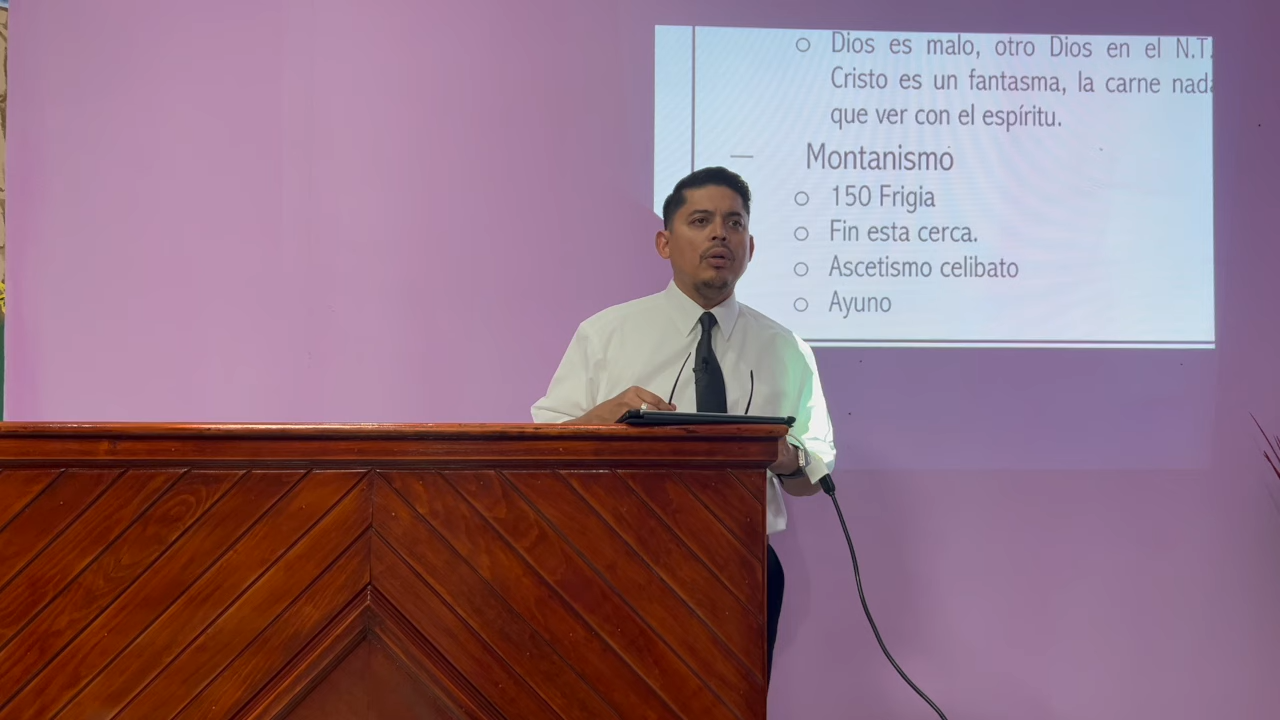 Dios es malo, otro Dios en el N.T.
Cristo es un fantasma, la carne nada
que ver con el espíritu.
— Montanismo
150 Frigia
Fin esta cerca.
Ascetismo celibato
Ayuno